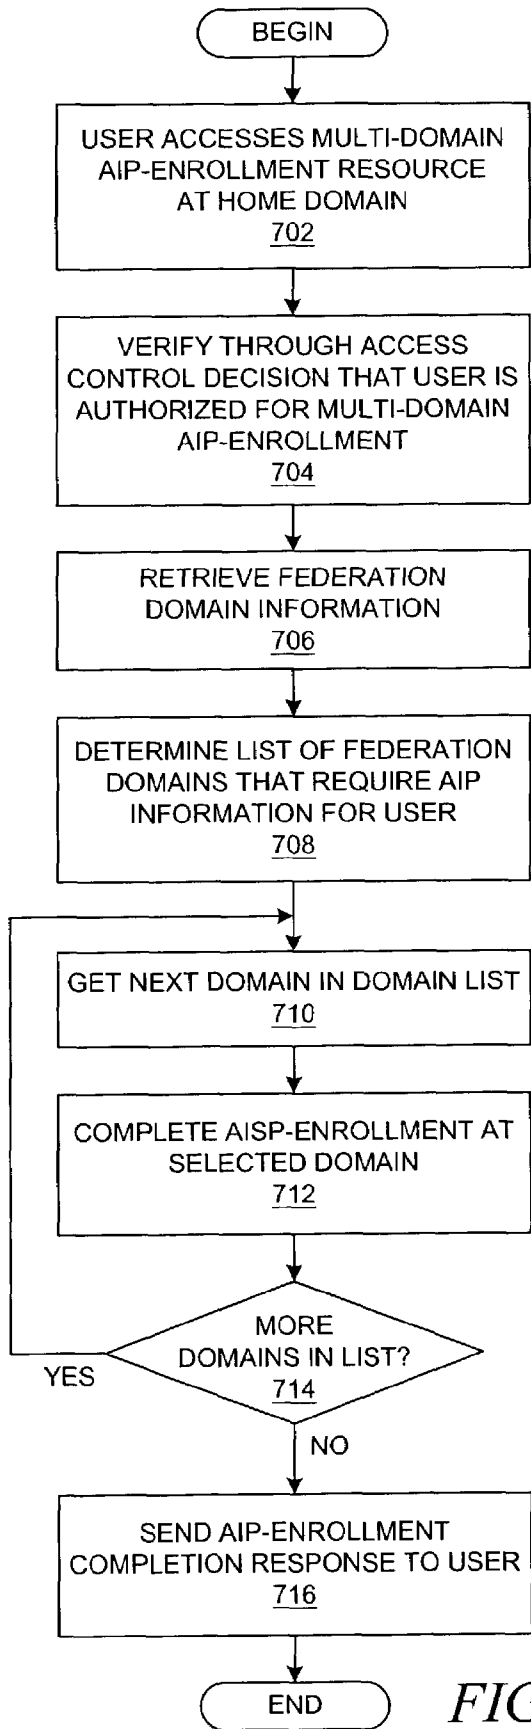 BEGIN
USER ACCESSES MULTI-DOMAIN
AIP-ENROLLMENT RESOURCE
AT HOME DOMAIN
702
VERIFY THROUGH ACCESS
CONTROL DECISION THAT USER IS
AUTHORIZED FOR MULTI-DOMAIN
AIP-ENROLLMENT
704
RETRIEVE FEDERATION
DOMAIN INFORMATION
706
DETERMINE LIST OF FEDERATION
DOMAINS THAT REQUIRE AIP
INFORMATION FOR USER
708
GET NEXT DOMAIN IN DOMAIN LIST
710
COMPLETE AISP-ENROLLMENT AT
SELECTED DOMAIN
712
MORE
DOMAINS IN LIST?
714
YES
NO
SEND AIP-ENROLLMENT
COMPLETION RESPONSE TO USER
716
END
FIG